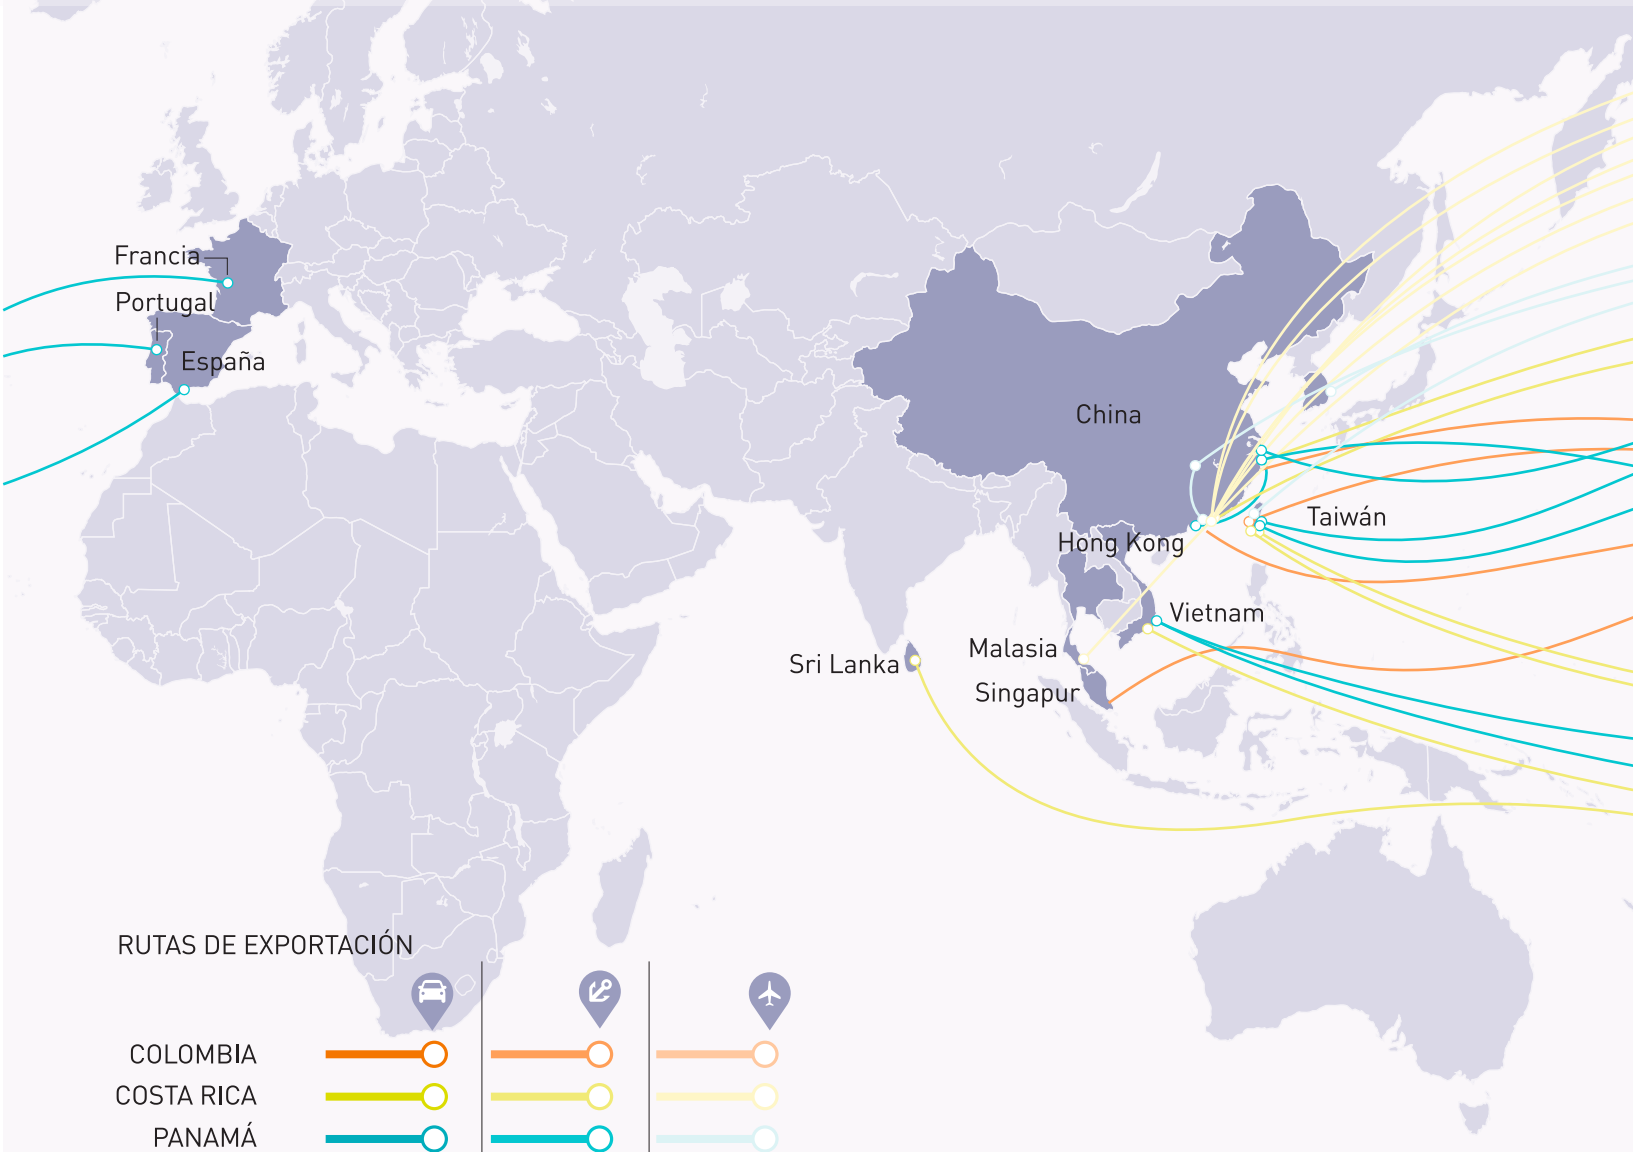 Francia
Portugal
España
China
Taiwán
Hong Kong
Vietnam
Malasia
Sri Lanka
Singapur
RUTAS DE EXPORTACIÓN
COLOMBIA
COSTA RICA
PANAMÁ